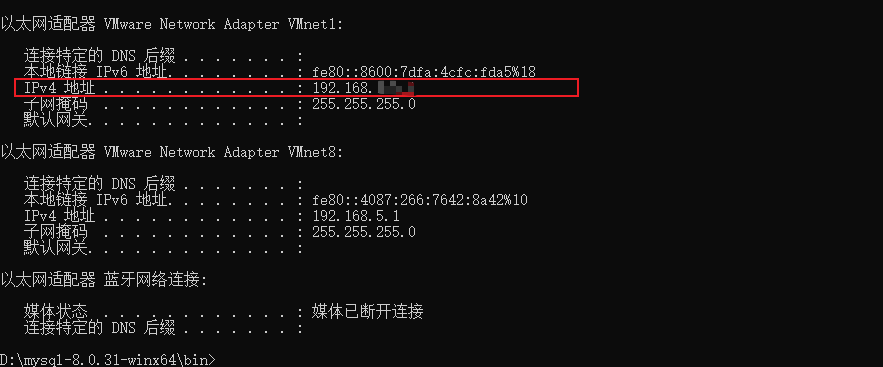 以太网适配器 VMware Network Adapter VMnet1:
连接特定的 DNS 后缀 . . . . . . . :
本地链接 IPv6 地址. . . . . . . . : fe80::8600:7dfa:4cfc:fda5%18
IPv4 地址 . . . . . . . . . . . . : 192.168.
子网掩码 . . . . . . . . . . . . : 255.255.255.0
默认网关. . . . . . . . . . . . . :
以太网适配器 VMware Network Adapter VMnet8:
连接特定的 DNS 后缀 . . . . . . . :
本地链接 IPv6 地址. . . . . . . . : fe80::4087:266:7642:8a42%10
IPv4 地址 . . . . . . . . . . . . : 192.168.5.1
子网掩码 . . . . . . . . . . . . : 255.255.255.0
默认网关. . . . . . . . . . . . . :
以太网适配器 蓝牙网络连接:
媒体状态 . . . . . . . . . . . . : 媒体已断开连接
连接特定的 DNS 后缀 . . . . . . . :
D:\mysql-8.0.31-winx64\bin>